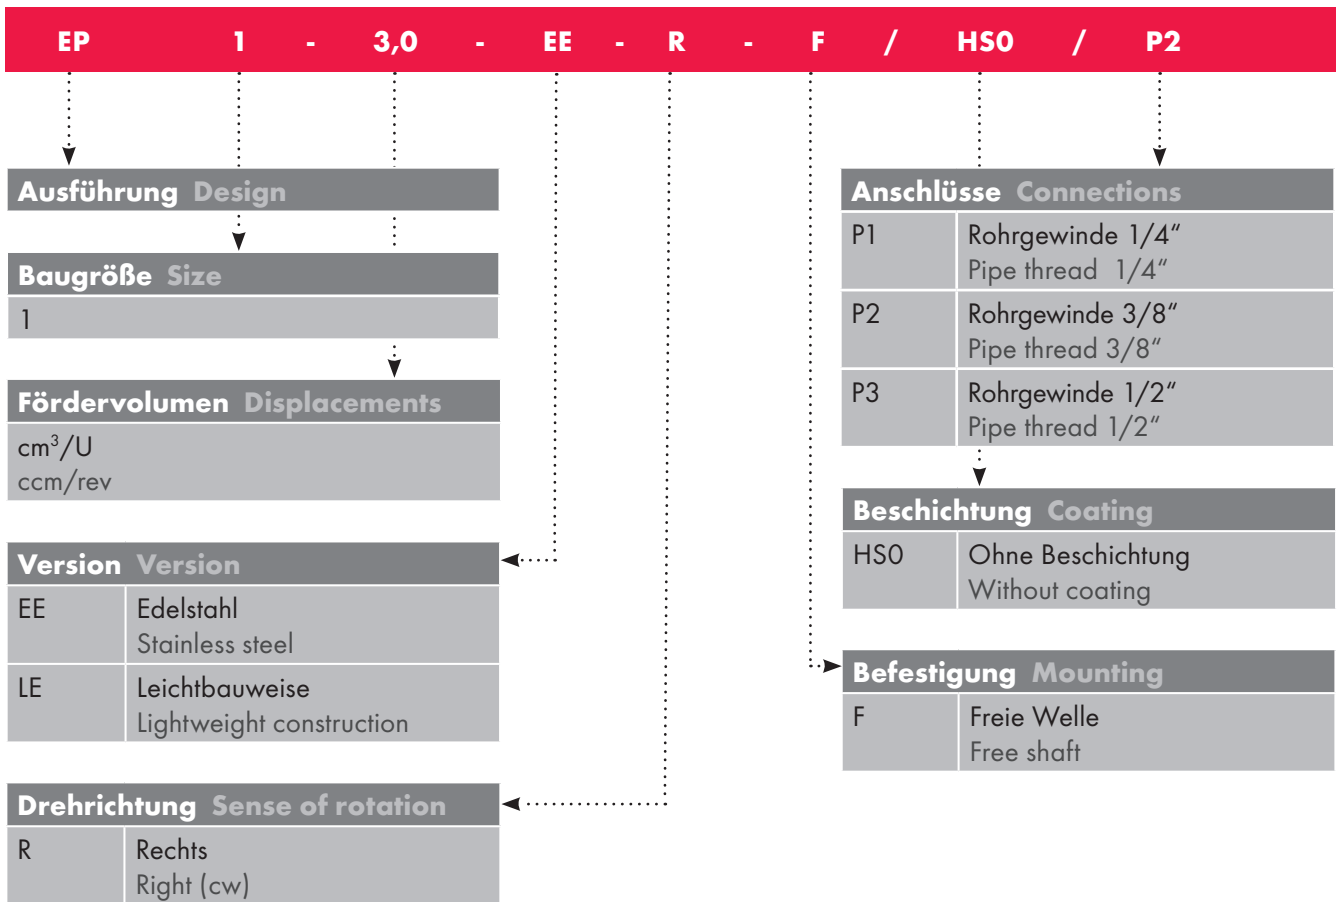 EP 1 - 3,0 - EE - R - F / HS0 / P2
Ausführung Design
Baugröße Size
1
Fördervolumen Displacements
cm³/U
ccm/rev
Version Version
EE Edelstahl
Stainless steel
LE Leichtbauweise
Lightweight construction
Drehrichtung Sense of rotation
R Rechts
Right (cw)
Anschlüsse Connections
P1 Rohrgewinde 1/4“
Pipe thread 1/4“
P2 Rohrgewinde 3/8“
Pipe thread 3/8“
P3 Rohrgewinde 1/2“
Pipe thread 1/2“
Beschichtung Coating
HS0 Ohne Beschichtung
Without coating
Befestigung Mounting
F Freie Welle
Free shaft